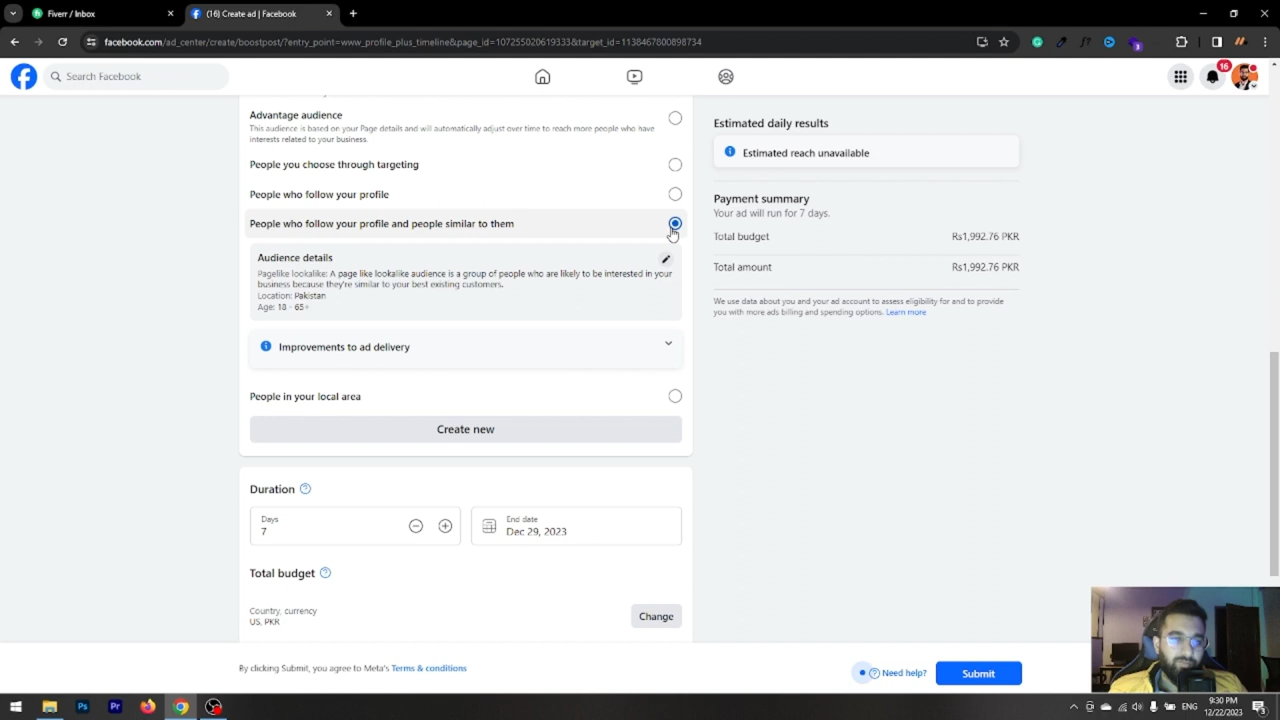 Fiverr / Inbox
(16) Create ad | Facebook
facebook.com/ad_center/create/boostpost/?entry_point=www_profile_plus_timeline&page_id=107255020619333&target_id=1138467800898734
Search Facebook
16
Advantage audience
This audience is based on your Page details and will automatically adjust over time to reach more people who have
interests related to your business.
People you choose through targeting
People who follow your profile
People who follow your profile and people similar to them
Audience details
Pagelike lookalike: A page like lookalike audience is a group of people who are likely to be interested in your
business because they're similar to your best existing customers.
Location: Pakistan
Age: 18 - 65+
Improvements to ad delivery
People in your local area
Create new
Duration
Days
7
End date
Dec 29, 2023
Total budget
Country, currency
US, PKR
Change
Estimated daily results
Estimated reach unavailable
Payment summary
Your ad will run for 7 days.
Total budget Rs1,992.76 PKR
Total amount Rs1,992.76 PKR
We use data about you and your ad account to assess eligibility for and to provide
you with more ads billing and spending options. Learn more
By clicking Submit, you agree to Meta's Terms & conditions
Need help?
Submit
Ps
Pr
ENG
9:30 PM
12/22/2023